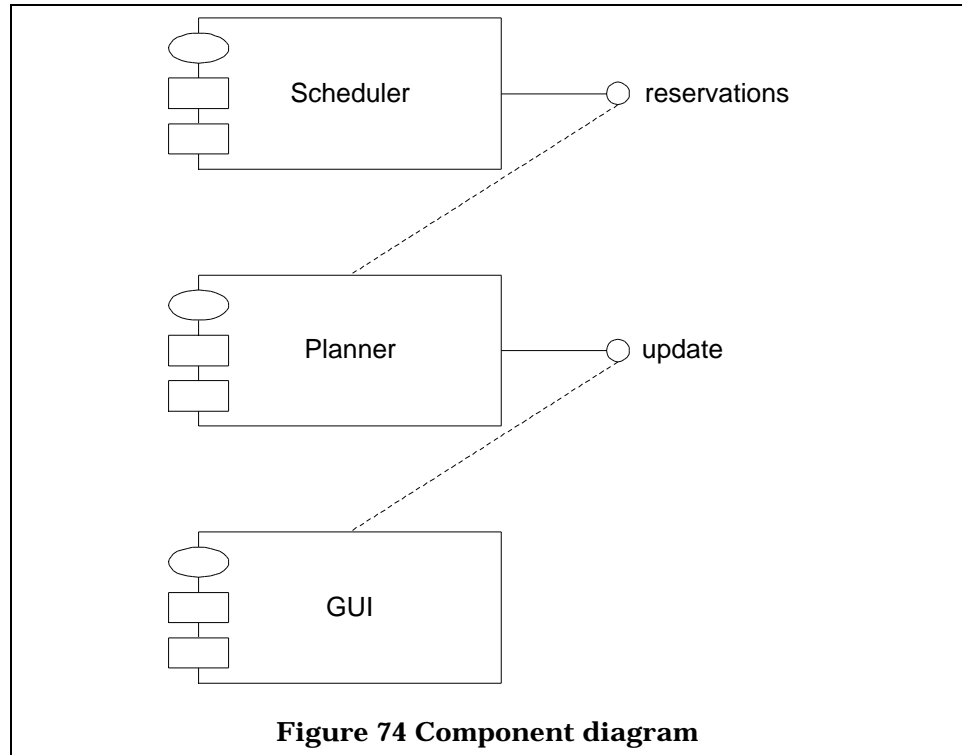 Scheduler
reservations
Planner
update
GUI
Figure 74 Component diagram